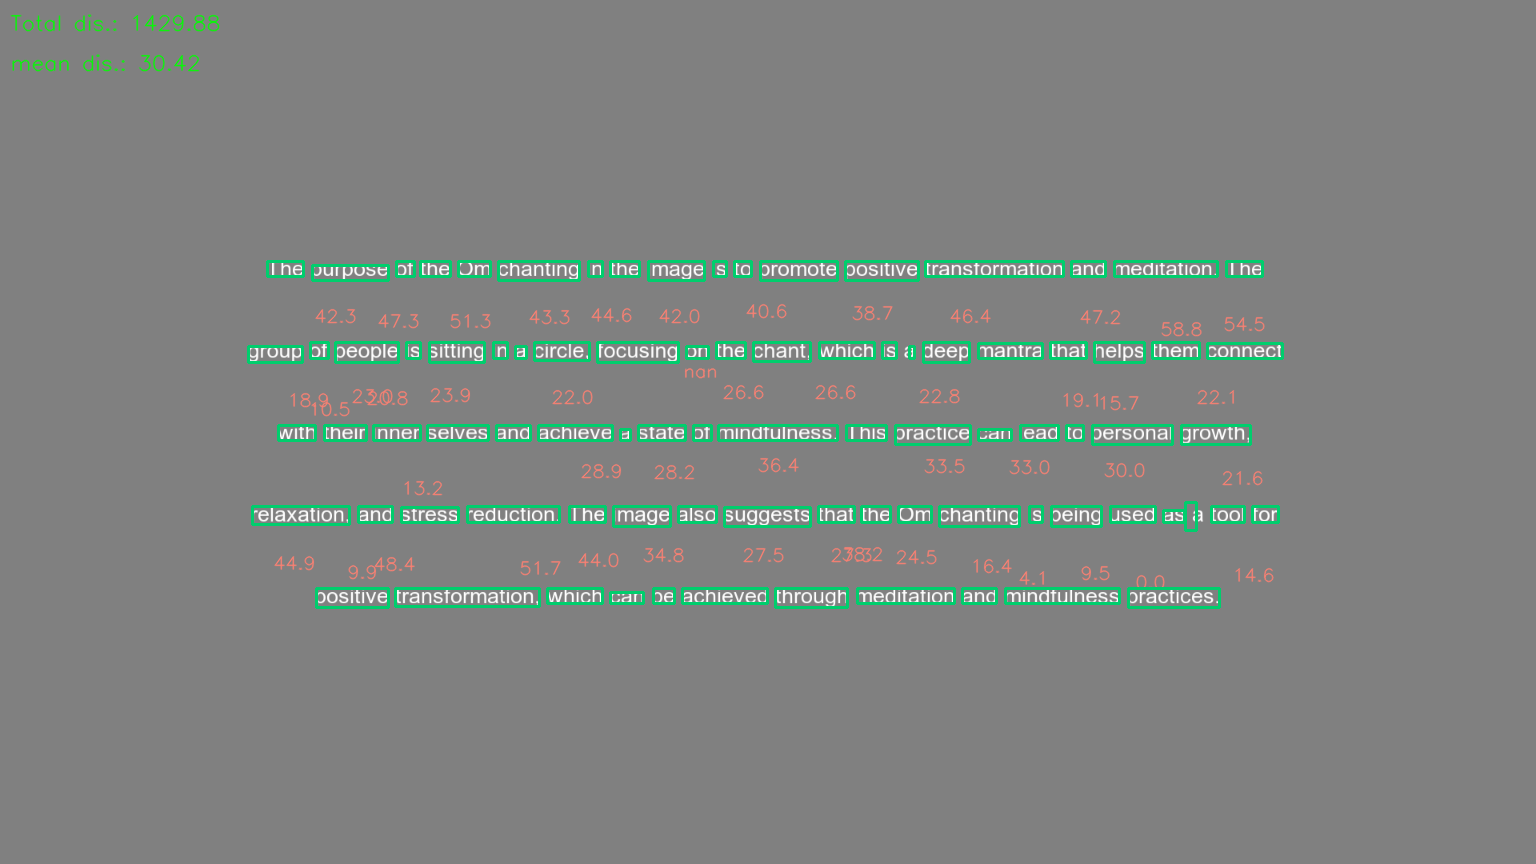 Total dis.: 1429.88
mean dis.: 30.42
The purpose of the Om chanting in the image is to promote positive transformation and meditation. The
42.3 47.3 51.3 43.3 44.6 42.0 40.6 38.7 46.4 47.2 58.8 54.5
group of people is sitting in a circle, focusing on the chant, which is a deep mantra that helps them connect
nan
18.9 10.5 23.0 20.8 23.9 22.0 26.6 26.6 22.8 19.1 15.7 22.1
with their inner selves and achieve a state of mindfulness. This practice can lead to personal growth,
13.2 28.9 28.2 36.4 33.5 33.0 30.0 21.6
relaxation, and stress reduction. The image also suggests that the Om chanting is being used as a tool for
44.9 9.9 48.4 51.7 44.0 34.8 27.5 38.2 24.5 16.4 4.1 9.5 0.0 14.6
positive transformation, which can be achieved through meditation and mindfulness practices.